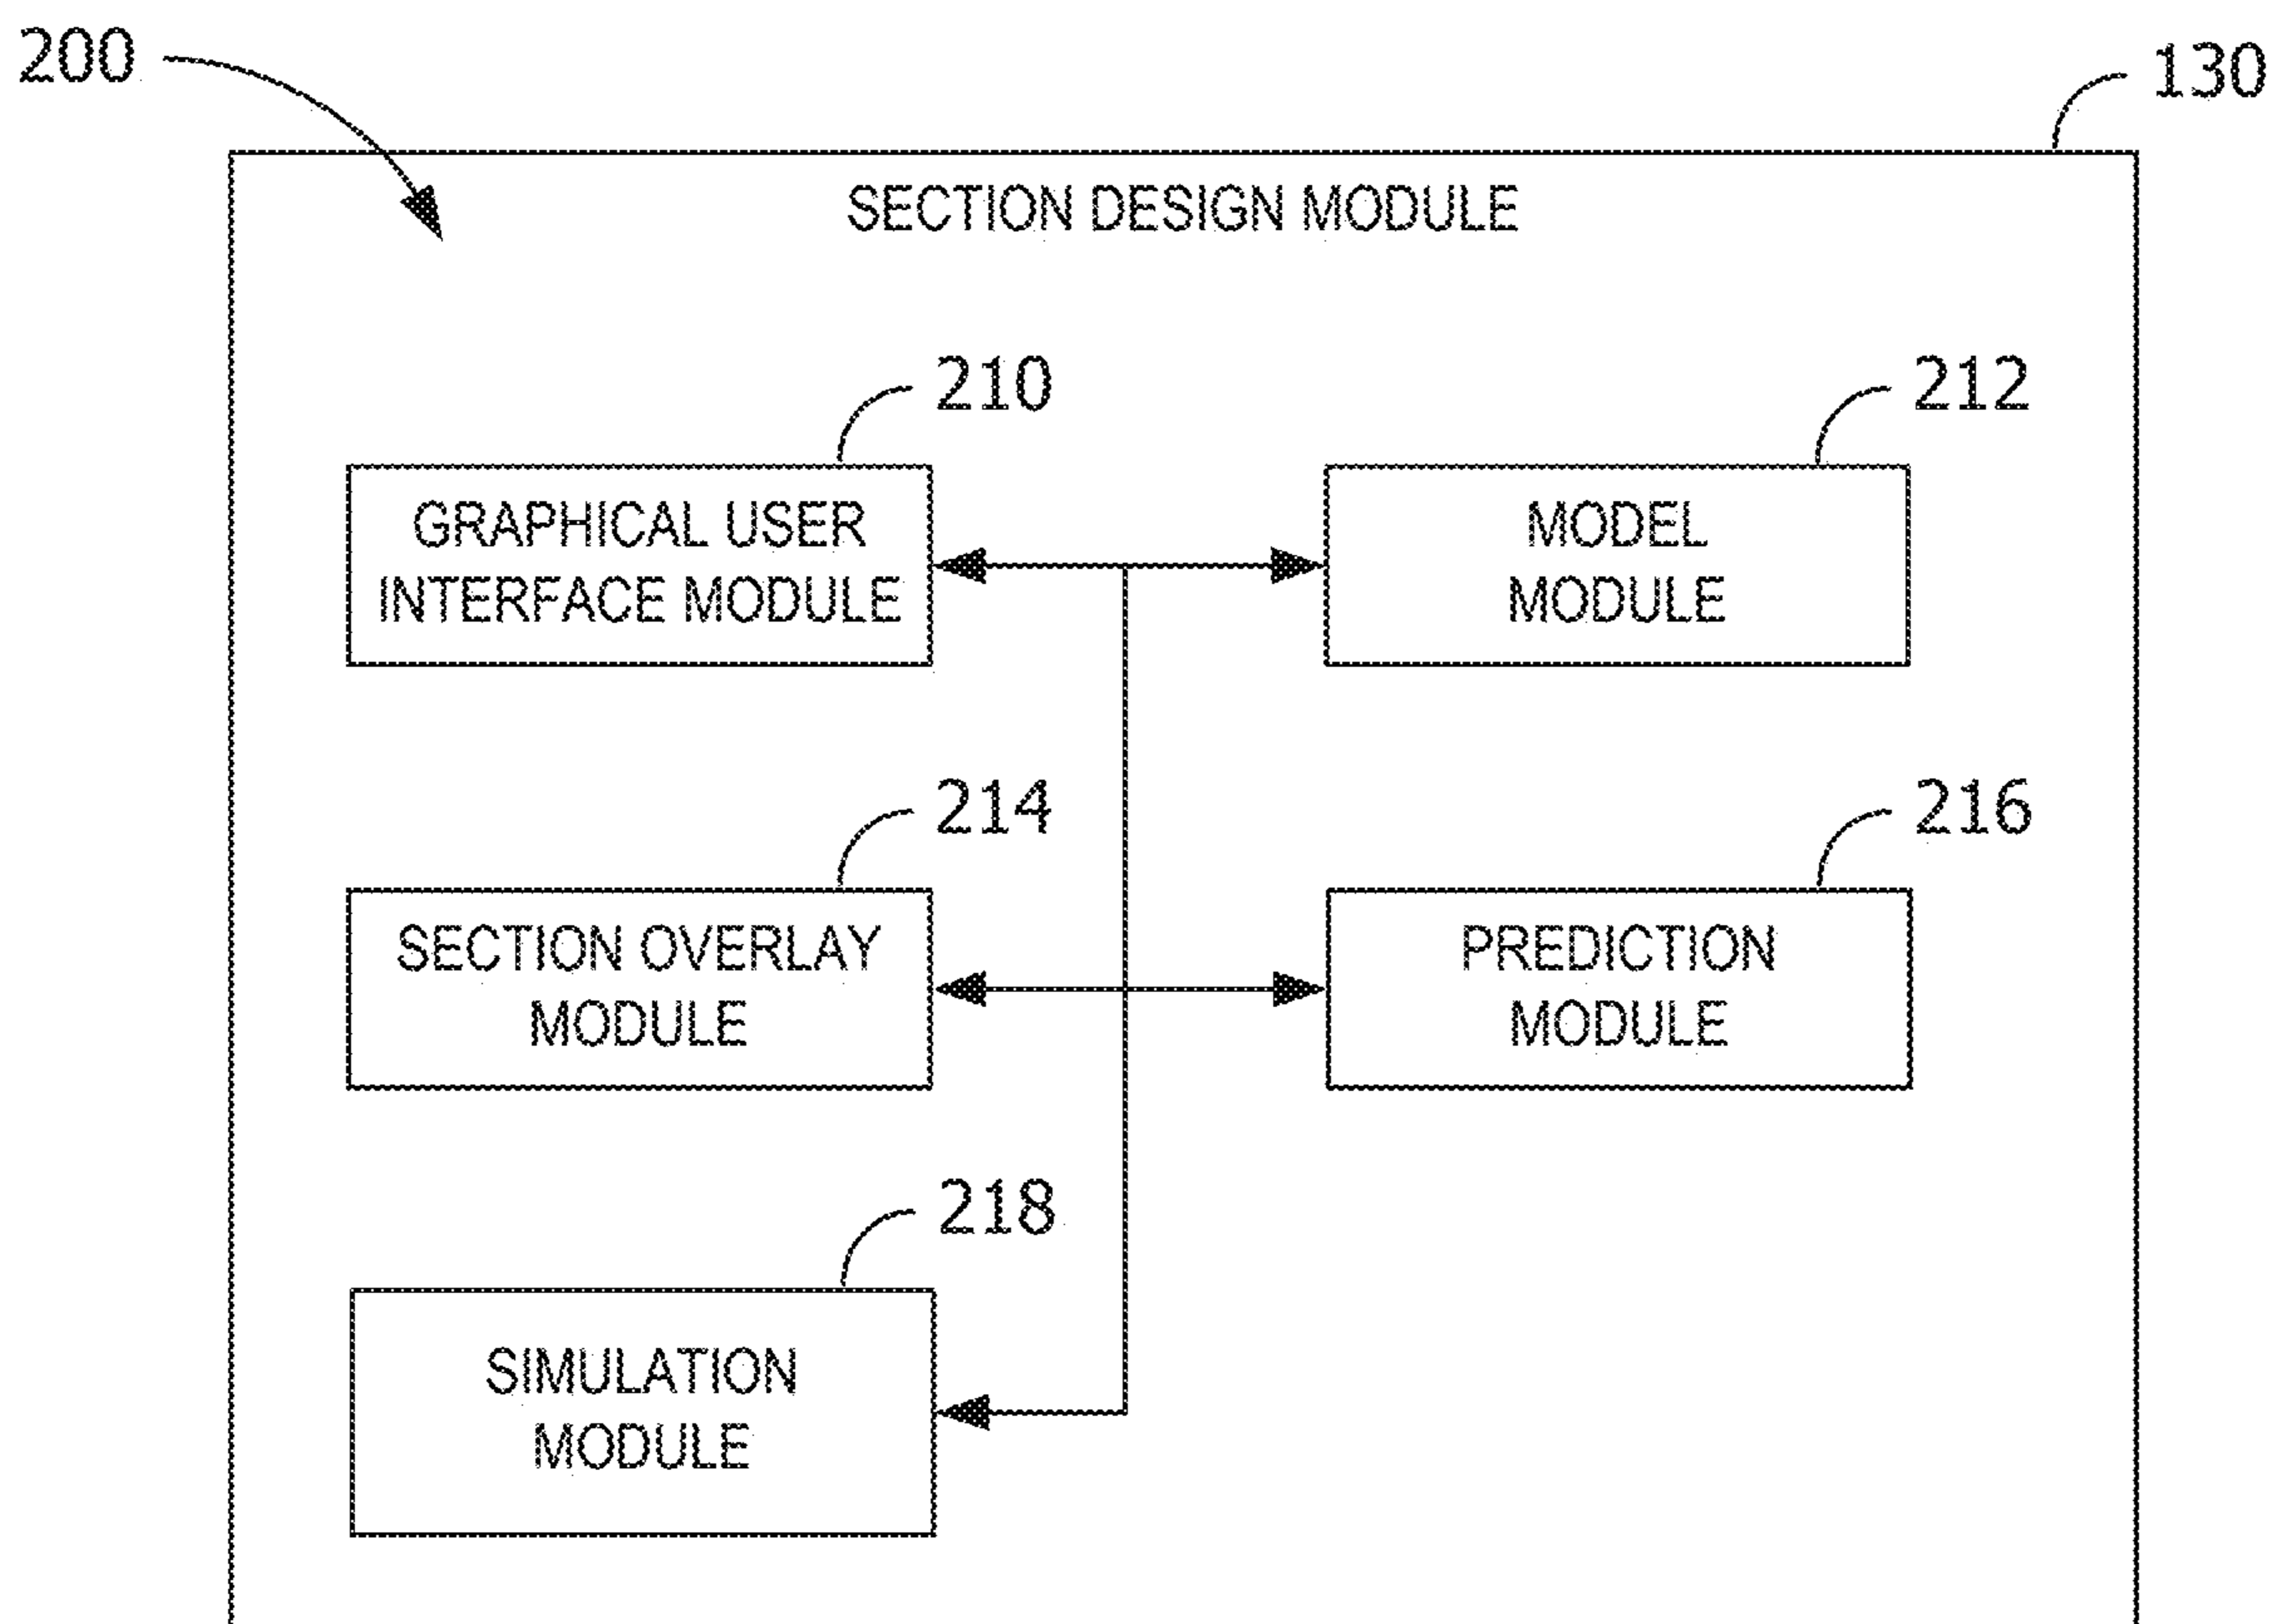 200
130
SECTION DESIGN MODULE
210
212
GRAPHICAL USER
INTERFACE MODULE
MODEL
MODULE
214
216
SECTION OVERLAY
MODULE
PREDICTION
MODULE
218
SIMULATION
MODULE